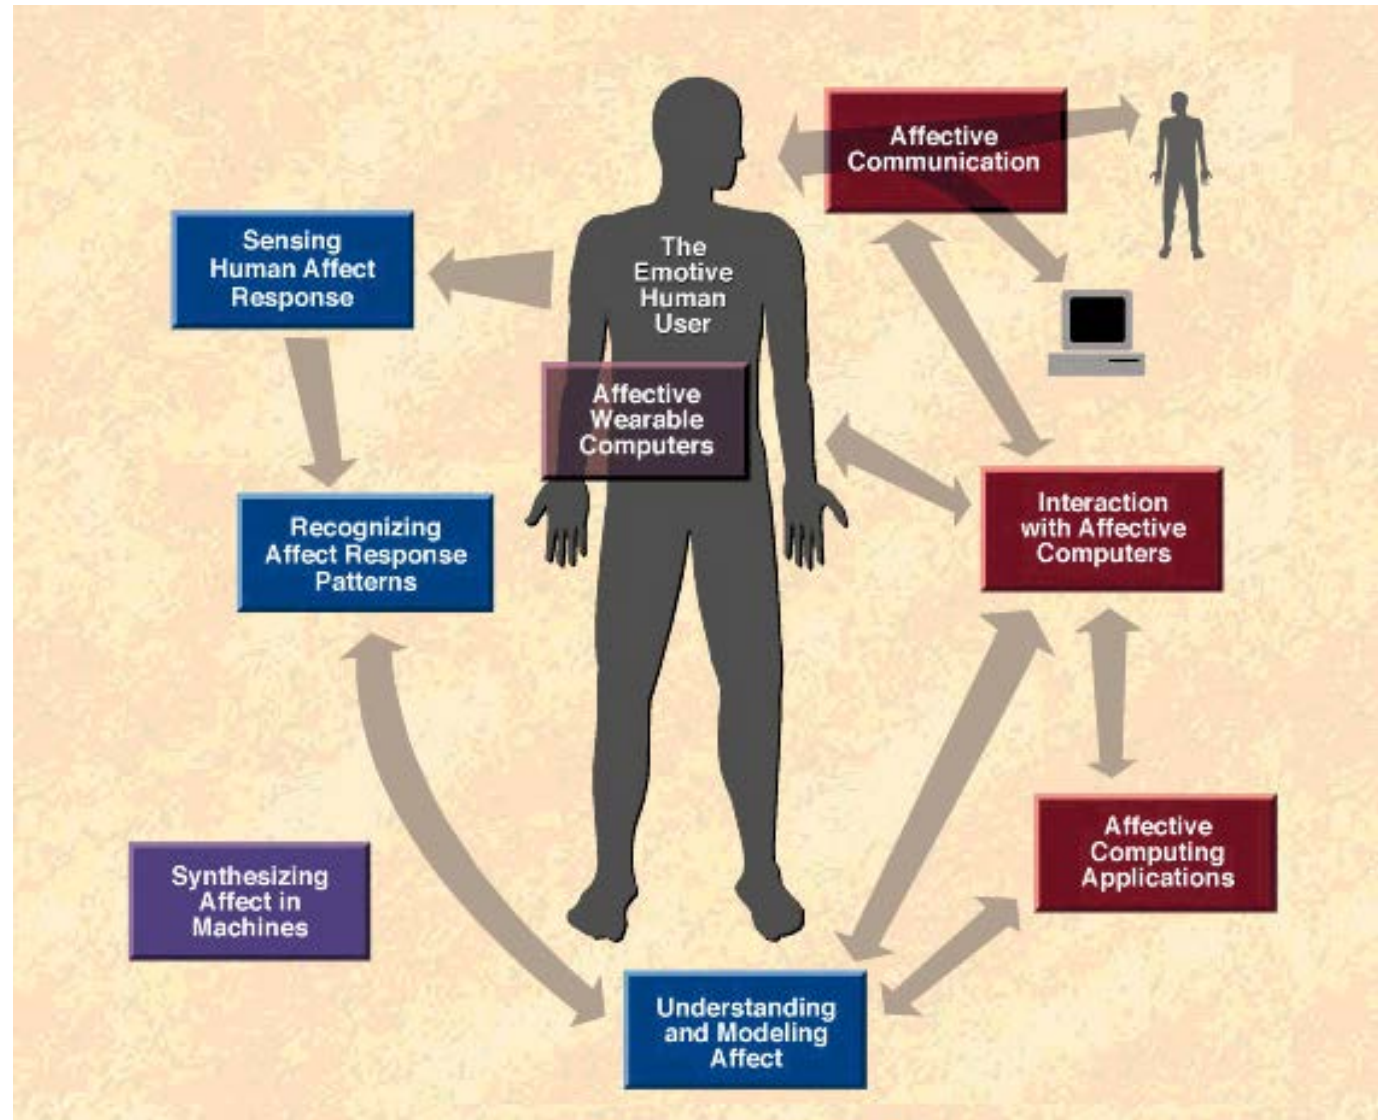 Affective
Communication
Sensing
Human Affect
Response
The
Emotive
Human
User
Affective
Wearable
Computers
Interaction
with Affective
Computers
Recognizing
Affect Response
Patterns
Affective
Computing
Applications
Synthesizing
Affect in
Machines
Understanding
and Modeling
Affect